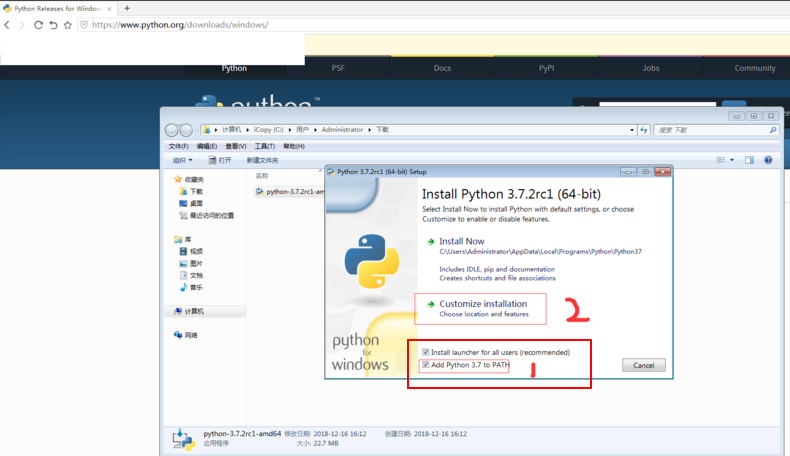 Python Releases for Windows
https://www.python.org/downloads/windows/
Python
PSF
Docs
PyPI
Jobs
Community
python™
计算机 iCopy (C:) 用户 Administrator 下载
搜索 下载
文件(F) 编辑(E) 查看(V) 工具(T) 帮助(H)
组织 打开 新建文件夹
收藏夹
下载
桌面
最近访问的位置
库
视频
图片
文档
音乐
计算机
网络
名称
python-3.7.2rc1-am
Python 3.7.2rc1 (64-bit) Setup
Install Python 3.7.2rc1 (64-bit)
Select Install Now to install Python with default settings, or choose
Customize to enable or disable features.
Install Now
C:\Users\Administrator\AppData\Local\Programs\Python\Python37
Includes IDLE, pip and documentation
Creates shortcuts and file associations
Customize installation
Choose location and features
2
python
for
windows
Install launcher for all users (recommended)
Add Python 3.7 to PATH
1
Cancel
python-3.7.2rc1-amd64 修改日期: 2018-12-16 16:12 创建日期: 2018-12-16 16:12
应用程序 大小: 22.7 MB